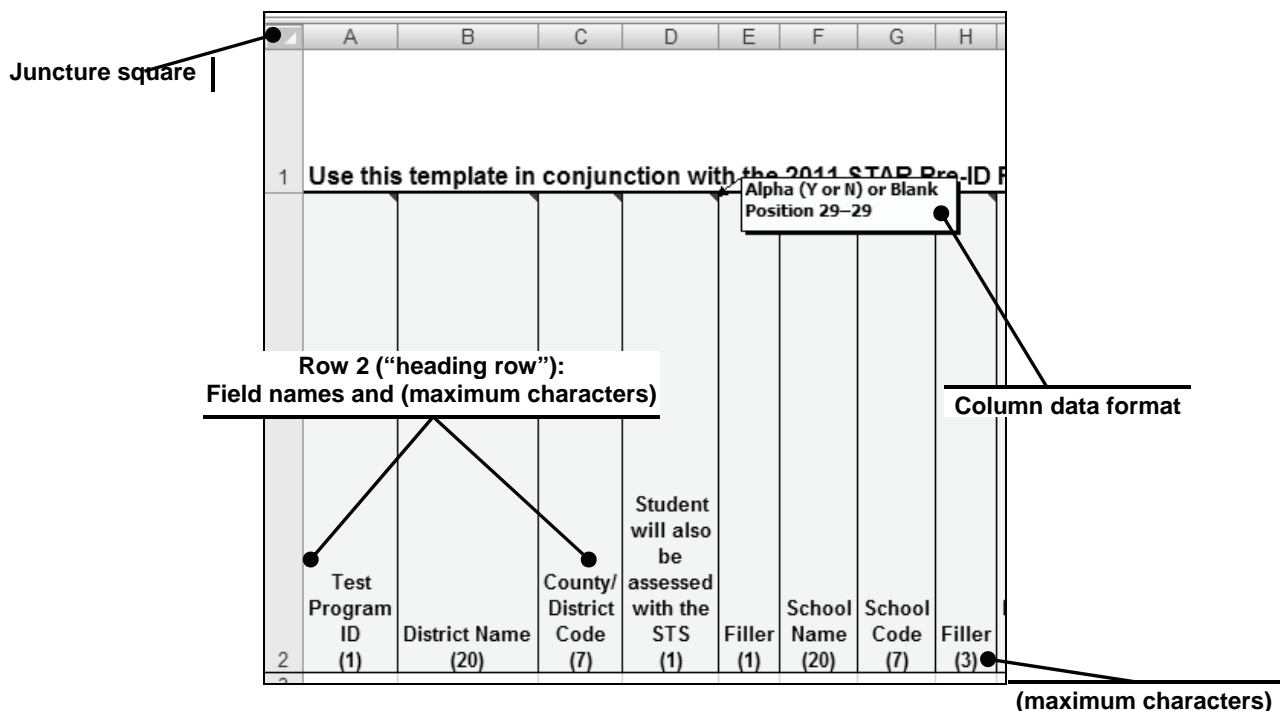 A B C D E F G H
Juncture square
1 Use this template in conjunction with the 2011 STAR Pre-ID F
Alpha (Y or N) or Blank
Position 29–29
Row 2 (“heading row”):
Field names and (maximum characters)
Column data format
Test
Program
ID
(1)
District Name
(20)
County/
District
Code
(7)
Student
will also
be
assessed
with the
STS
(1)
Filler
(1)
School
Name
(20)
School
Code
(7)
Filler
(3)
2
(maximum characters)